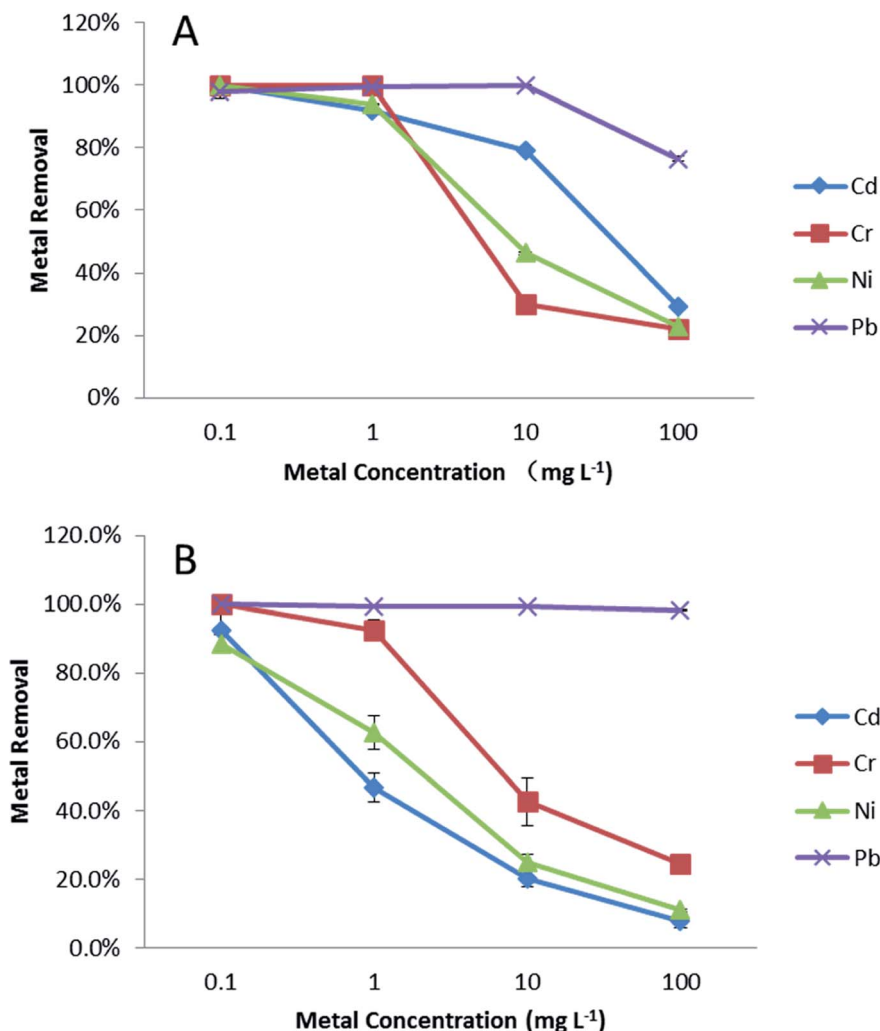 A
120%
100%
80%
60%
40%
20%
0%
Metal Removal
0.1 1 10 100
Metal Concentration （mg L-1)
Cd
Cr
Ni
Pb
B
120.0%
100.0%
80.0%
60.0%
40.0%
20.0%
0.0%
Metal Removal
0.1 1 10 100
Metal Concentration (mg L-1)
Cd
Cr
Ni
Pb